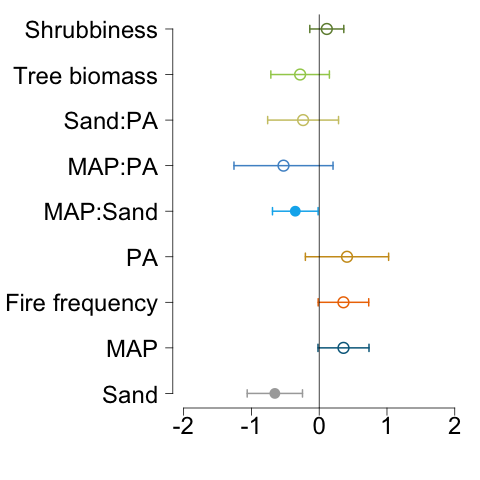 Shrubbiness
Tree biomass
Sand:PA
MAP:PA
MAP:Sand
PA
Fire frequency
MAP
Sand
-2 -1 0 1 2